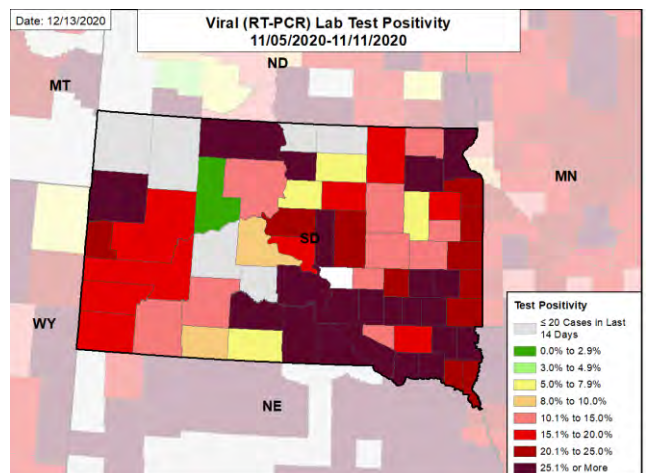 Date: 12/13/2020
Viral (RT-PCR) Lab Test Positivity
11/05/2020-11/11/2020
ND
MT
MN
SD
WY
NE
Test Positivity
≤ 20 Cases in Last
14 Days
0.0% to 2.9%
3.0% to 4.9%
5.0% to 7.9%
8.0% to 10.0%
10.1% to 15.0%
15.1% to 20.0%
20.1% to 25.0%
25.1% or More